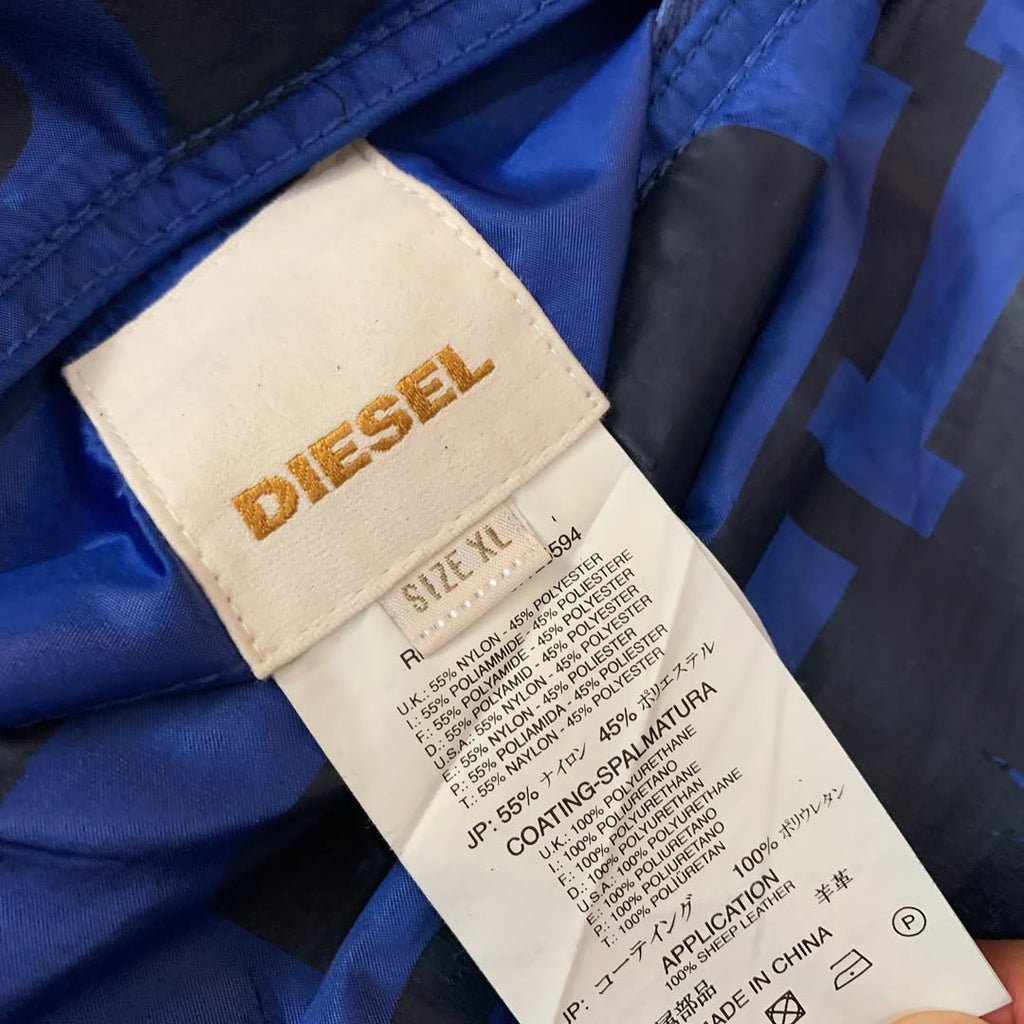 DIESEL
SIZE XL
594
U.K.: 55% NYLON - 45% POLYESTER
I.: 55% POLIAMMIDE - 45% POLIESTERE
F.: 55% POLYAMIDE - 45% POLYESTER
D.: 55% POLYAMID - 45% POLYESTER
U.S.A.: 55% NYLON - 45% POLYESTER
E.: 55% NYLON - 45% POLIESTER
P.: 55% POLIAMIDA - 45% POLIESTER
T.: 55% NAYLON - 45% POLYESTER
JP: 55% ナイロン 45% ポリエステル
COATING-SPALMATURA
U.K.: 100% POLYURETHANE
I.: 100% POLIURETANO
F.: 100% POLYURETHANE
D.: 100% POLYURETHAN
U.S.A.: 100% POLYURETHANE
E.: 100% POLIURETANO
P.: 100% POLIURETANO
T.: 100% POLIÜRETAN
JP: コーティング 100% ポリウレタン
APPLICATION
100% SHEEP LEATHER
属部品 羊革
MADE IN CHINA
P